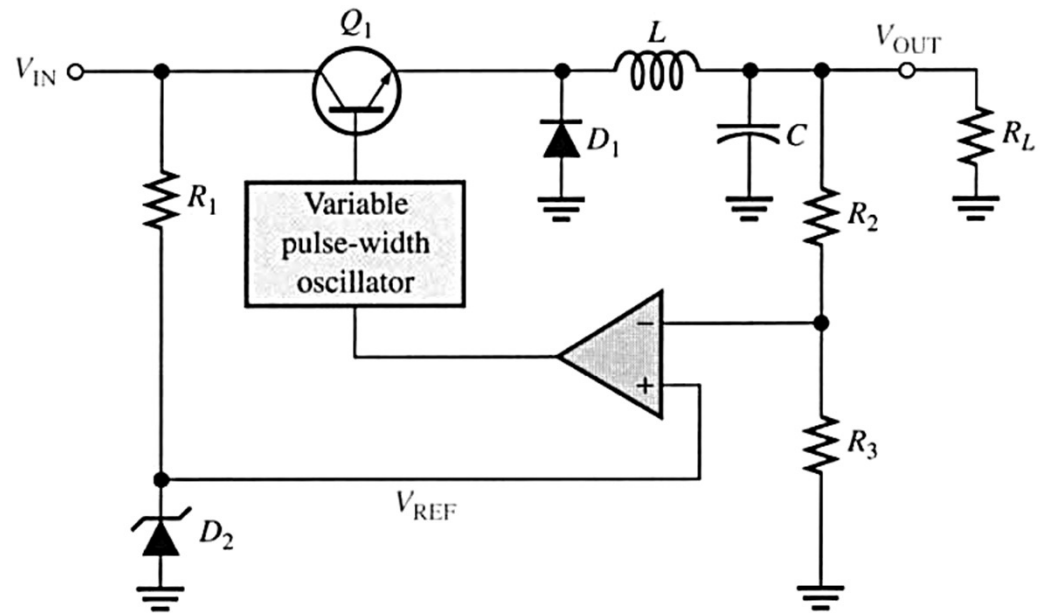 Q1
L
VOUT
VIN
D1
C
RL
R1
Variable
pulse-width
oscillator
R2
−
+
R3
VREF
D2